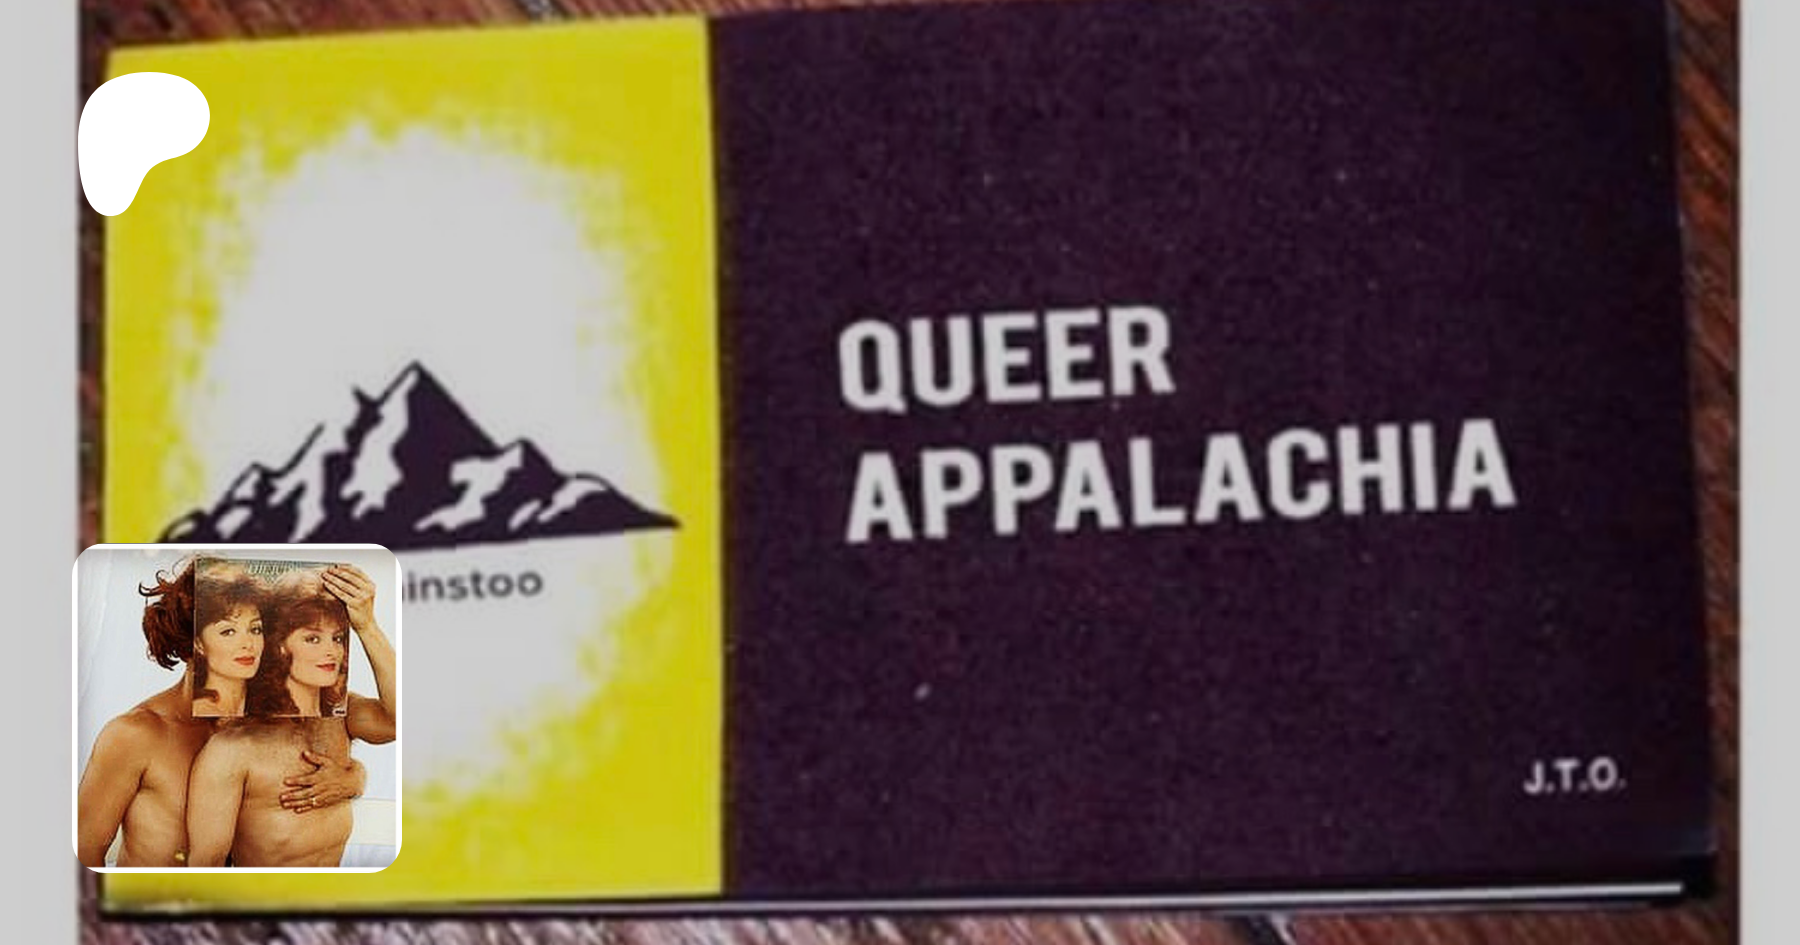 QUEER
APPALACHIA
instoo
J.T.O.